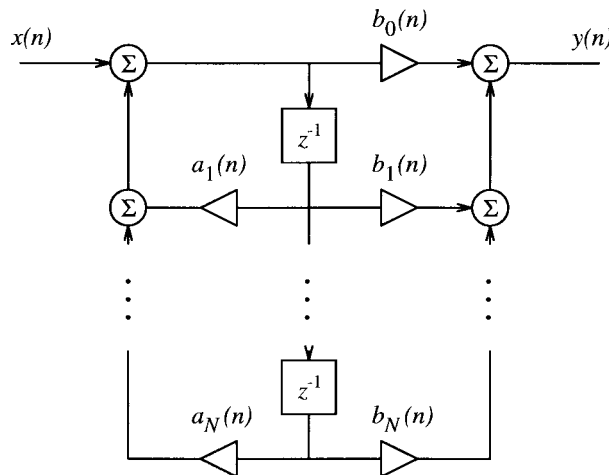 b₀(n)
x(n) y(n)
Σ Σ
z⁻¹
a₁(n) b₁(n)
Σ Σ
z⁻¹
a_N(n) b_N(n)